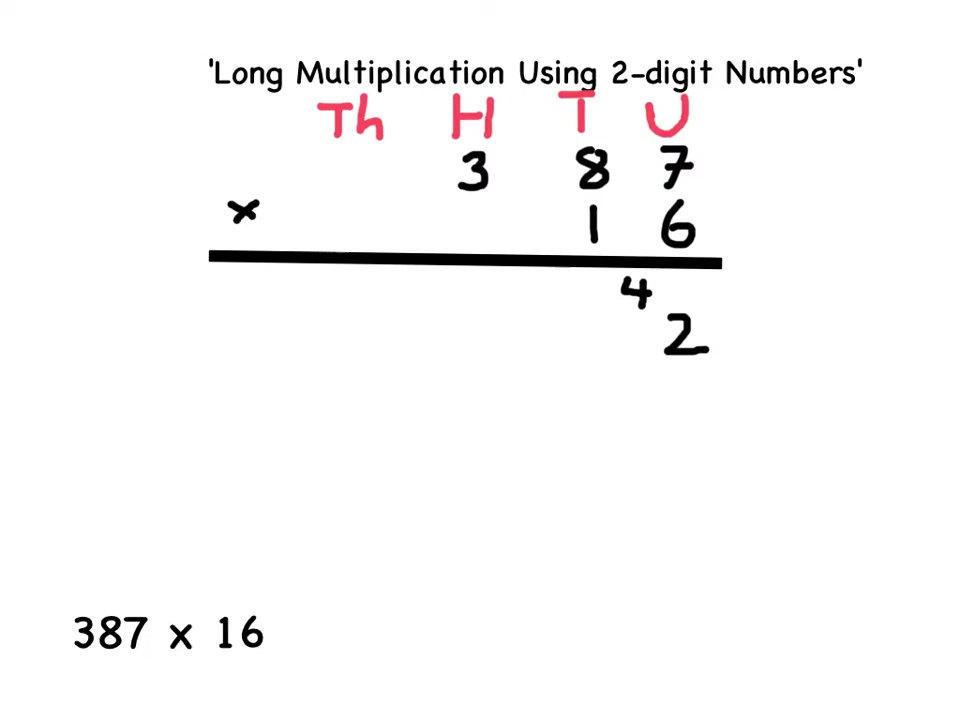 'Long Multiplication Using 2-digit Numbers'
Th H T U
3 8 7
x 1 6
4
2
387 x 16